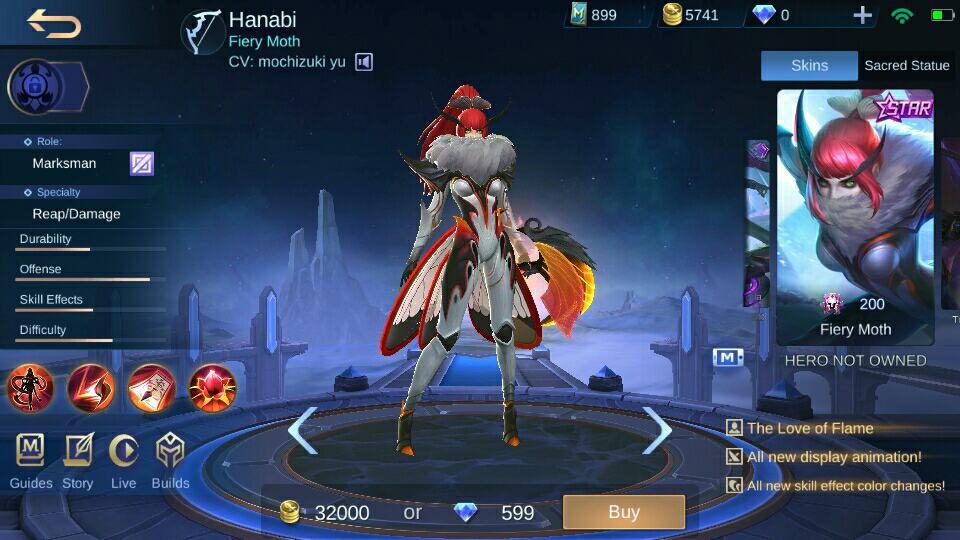 Hanabi
Fiery Moth
CV: mochizuki yu
899
5741
0
Skins
Sacred Statue
Role:
Marksman
Specialty
Reap/Damage
Durability
Offense
Skill Effects
Difficulty
STAR
200
Fiery Moth
M
HERO NOT OWNED
The Love of Flame
All new display animation!
All new skill effect color changes!
Guides
Story
Live
Builds
32000
or
599
Buy